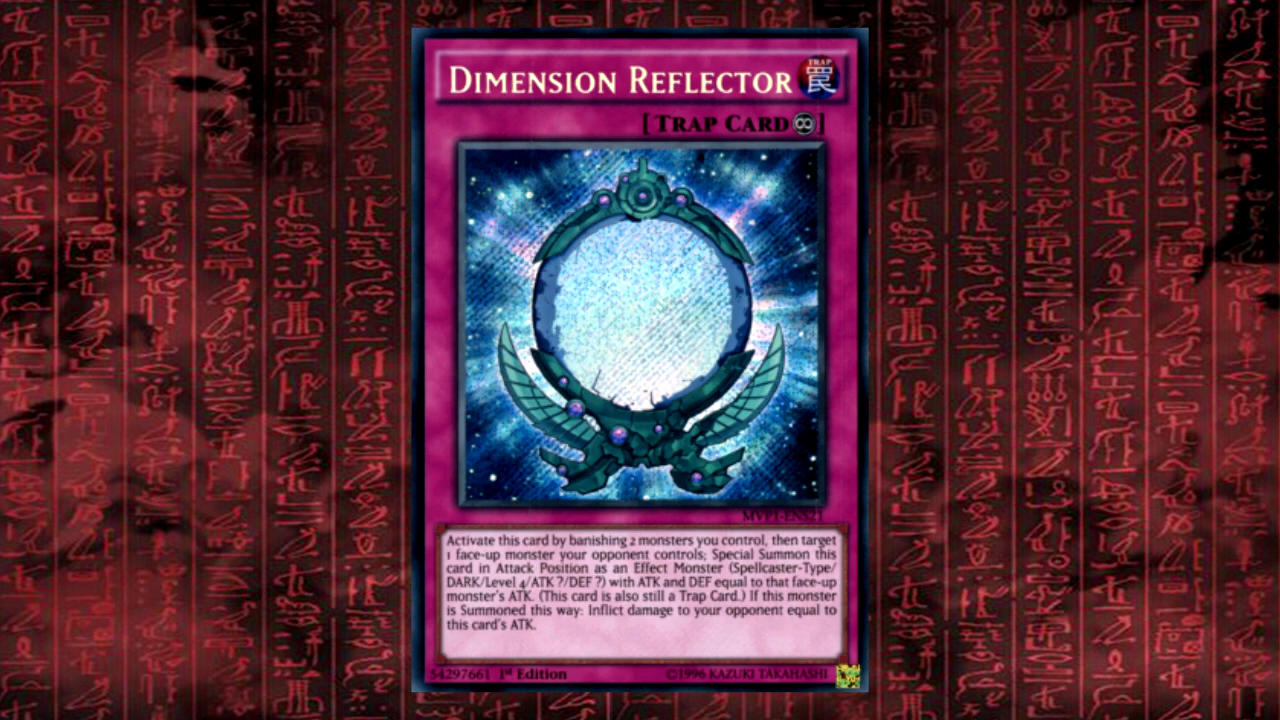 DIMENSION REFLECTOR
TRAP
罠
[TRAP CARD]
MVP1-ENS21
Activate this card by banishing 2 monsters you control, then target
1 face-up monster your opponent controls; Special Summon this
card in Attack Position as an Effect Monster (Spellcaster-Type/
DARK/Level 4/ATK ?/DEF ?) with ATK and DEF equal to that face-up
monster's ATK. (This card is also still a Trap Card.) If this monster
is Summoned this way: Inflict damage to your opponent equal to
this card's ATK.
54297661 1st Edition ©1996 KAZUKI TAKAHASHI